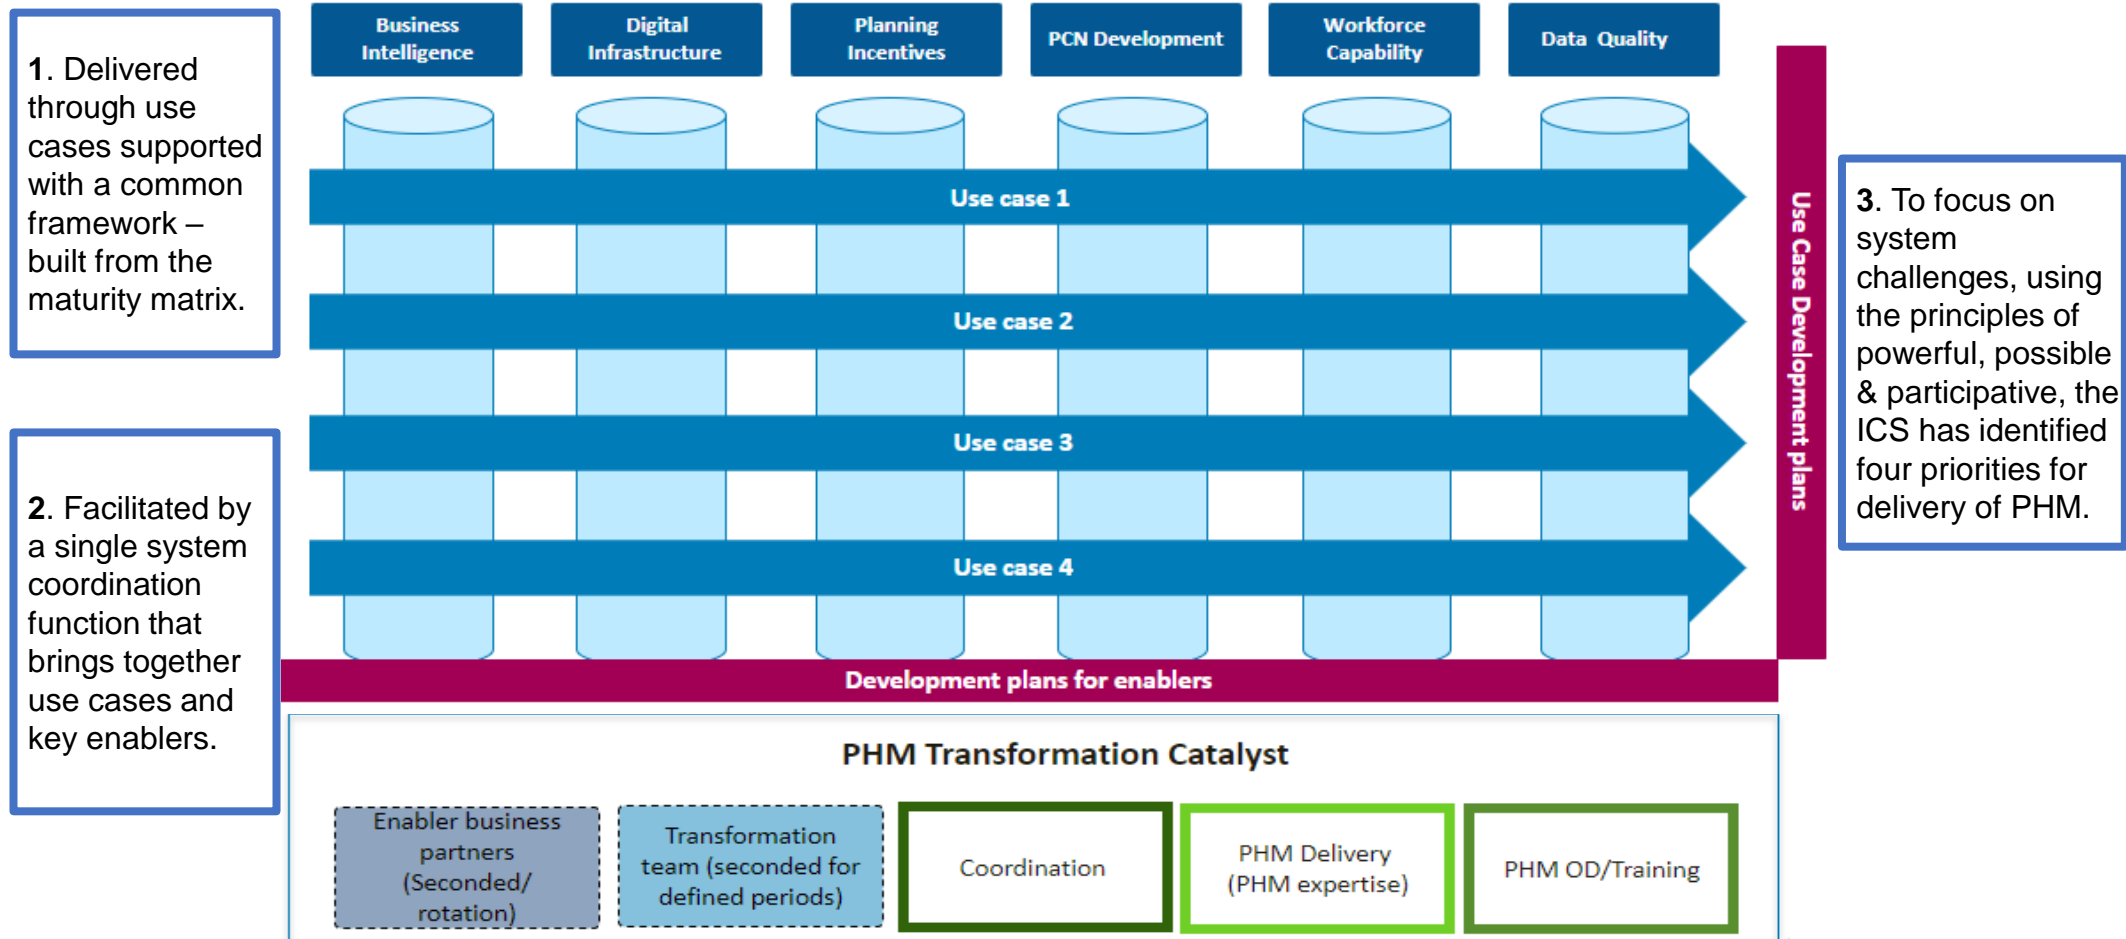 1. Delivered
through use
cases supported
with a common
framework –
built from the
maturity matrix.
2. Facilitated by
a single system
coordination
function that
brings together
use cases and
key enablers.
Business
Intelligence
Digital
Infrastructure
Planning
Incentives
PCN Development
Workforce
Capability
Data Quality
Use case 1
Use case 2
Use case 3
Use case 4
Use Case Development plans
Development plans for enablers
3. To focus on
system
challenges, using
the principles of
powerful, possible
& participative, the
ICS has identified
four priorities for
delivery of PHM.
PHM Transformation Catalyst
Enabler business
partners
(Seconded/
rotation)
Transformation
team (seconded for
defined periods)
Coordination
PHM Delivery
(PHM expertise)
PHM OD/Training